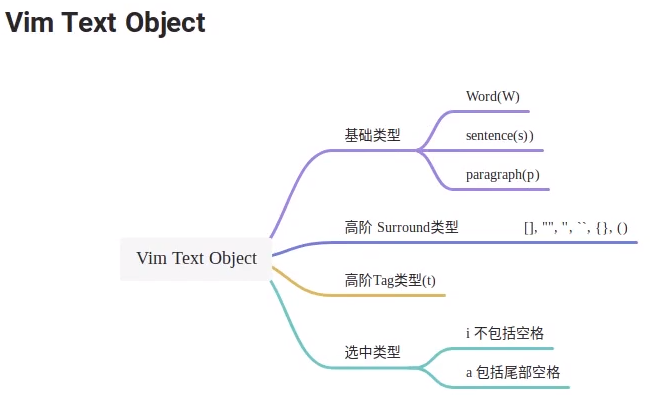 Vim Text Object
Word(W)
基础类型
sentence(s))
paragraph(p)
高阶 Surround类型
[], "", '', ``, {}, ()
Vim Text Object
高阶Tag类型(t)
i 不包括空格
选中类型
a 包括尾部空格